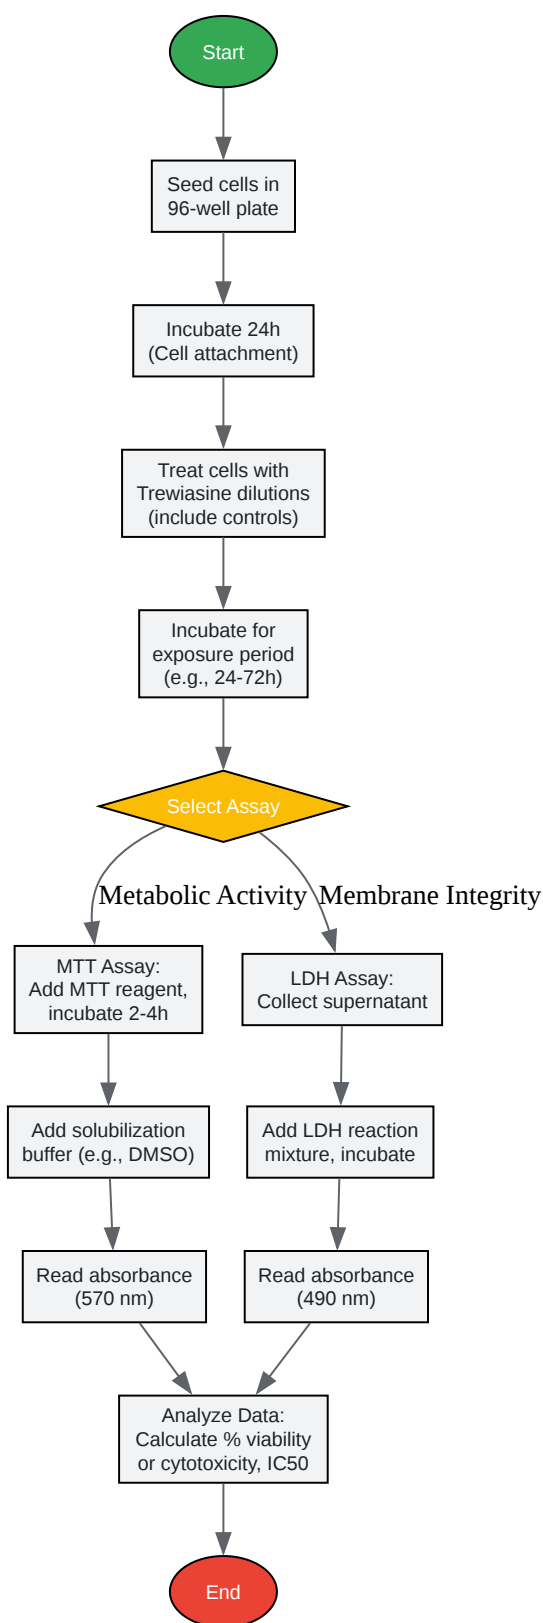 Start
Seed cells in
96-well plate
Incubate 24h
(Cell attachment)
Treat cells with
Trewiasine dilutions
(include controls)
Incubate for
exposure period
(e.g., 24-72h)
Select Assay
Metabolic Activity
Membrane Integrity
MTT Assay:
Add MTT reagent,
incubate 2-4h
LDH Assay:
Collect supernatant
Add solubilization
buffer (e.g., DMSO)
Add LDH reaction
mixture, incubate
Read absorbance
(570 nm)
Read absorbance
(490 nm)
Analyze Data:
Calculate % viability
or cytotoxicity, IC50
End